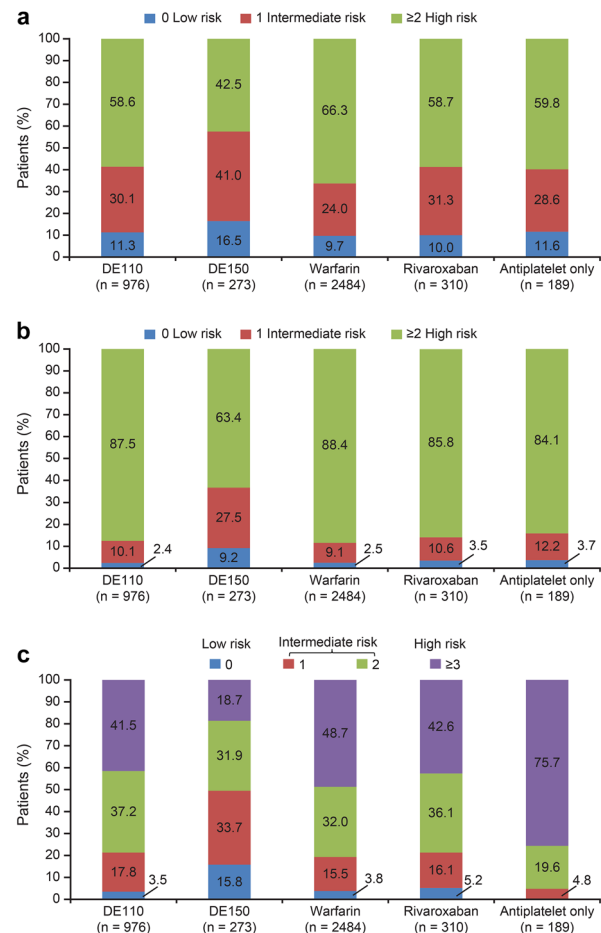 a
0 Low risk 1 Intermediate risk ≥2 High risk
Patients (%)
100
90
80
70
60
50
40
30
20
10
0
58.6 42.5 66.3 58.7 59.8
30.1 41.0 24.0 31.3 28.6
11.3 16.5 9.7 10.0 11.6
DE110 DE150 Warfarin Rivaroxaban Antiplatelet only
(n = 976) (n = 273) (n = 2484) (n = 310) (n = 189)
b
0 Low risk 1 Intermediate risk ≥2 High risk
Patients (%)
100
90
80
70
60
50
40
30
20
10
0
87.5 63.4 88.4 85.8 84.1
10.1 2.4 27.5 9.1 2.5 10.6 3.5 12.2 3.7
9.2
DE110 DE150 Warfarin Rivaroxaban Antiplatelet only
(n = 976) (n = 273) (n = 2484) (n = 310) (n = 189)
c
Low risk Intermediate risk High risk
0 1 2 ≥3
Patients (%)
100
90
80
70
60
50
40
30
20
10
0
41.5 18.7 48.7 42.6 75.7
37.2 31.9 32.0 36.1 19.6
17.8 33.7 15.5 16.1 4.8
3.5 15.8 3.8 5.2
DE110 DE150 Warfarin Rivaroxaban Antiplatelet only
(n = 976) (n = 273) (n = 2484) (n = 310) (n = 189)